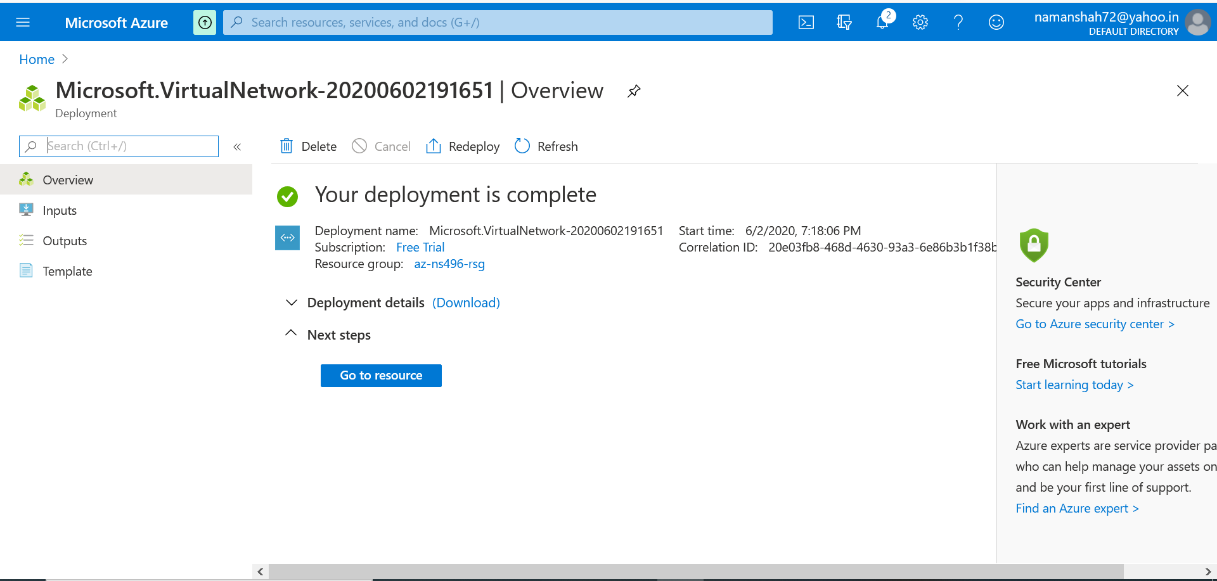 Microsoft Azure
Search resources, services, and docs (G+/)
2
namanshah72@yahoo.in
DEFAULT DIRECTORY
Home >
Microsoft.VirtualNetwork-20200602191651 | Overview
Deployment
Search (Ctrl+/)
«
Delete
Cancel
Redeploy
Refresh
Overview
Inputs
Outputs
Template
Your deployment is complete
Deployment name: Microsoft.VirtualNetwork-20200602191651
Subscription: Free Trial
Resource group: az-ns496-rsg
Start time: 6/2/2020, 7:18:06 PM
Correlation ID: 20e03fb8-468d-4630-93a3-6e86b3b1f38b
Deployment details (Download)
Next steps
Go to resource
Security Center
Secure your apps and infrastructure
Go to Azure security center >
Free Microsoft tutorials
Start learning today >
Work with an expert
Azure experts are service provider pa
who can help manage your assets on
and be your first line of support.
Find an Azure expert >